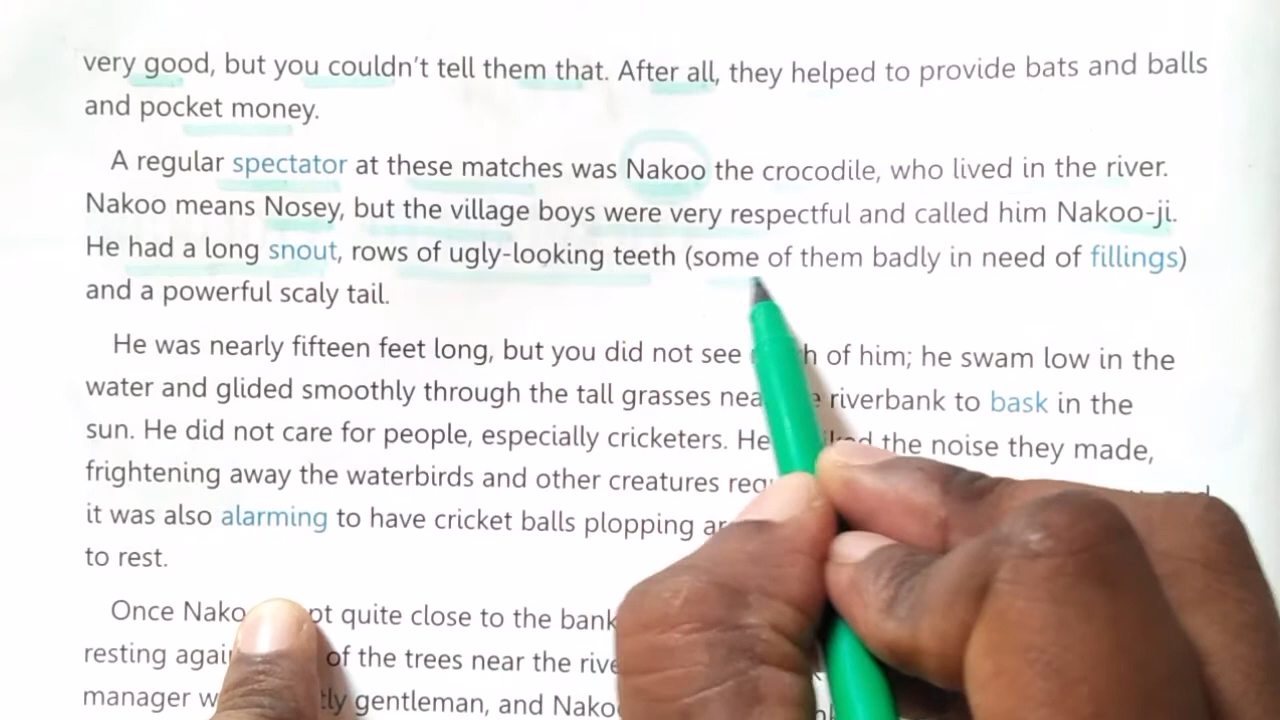 very good, but you couldn't tell them that. After all, they helped to provide bats and balls
and pocket money.
A regular spectator at these matches was Nakoo the crocodile, who lived in the river.
Nakoo means Nosey, but the village boys were very respectful and called him Nakoo-ji.
He had a long snout, rows of ugly-looking teeth (some of them badly in need of fillings)
and a powerful scaly tail.
He was nearly fifteen feet long, but you did not see of him; he swam low in the
water and glided smoothly through the tall grasses riverbank to bask in the
sun. He did not care for people, especially cricketers. He the noise they made,
frightening away the waterbirds and other creatures
it was also alarming to have cricket balls plopping
to rest.
Once quite close to the bank
resting of the trees near the
manager gentleman, and